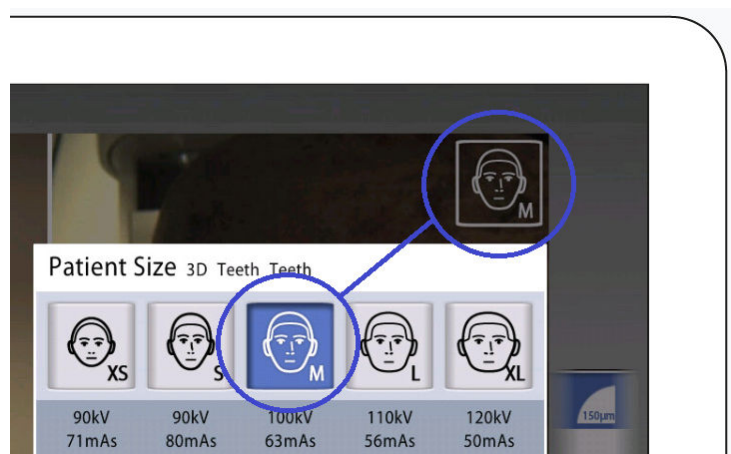 M
Patient Size 3D Teeth Teeth
XS S M L XL
90kV 90kV 100kV 110kV 120kV
71mAs 80mAs 63mAs 56mAs 50mAs
150µm